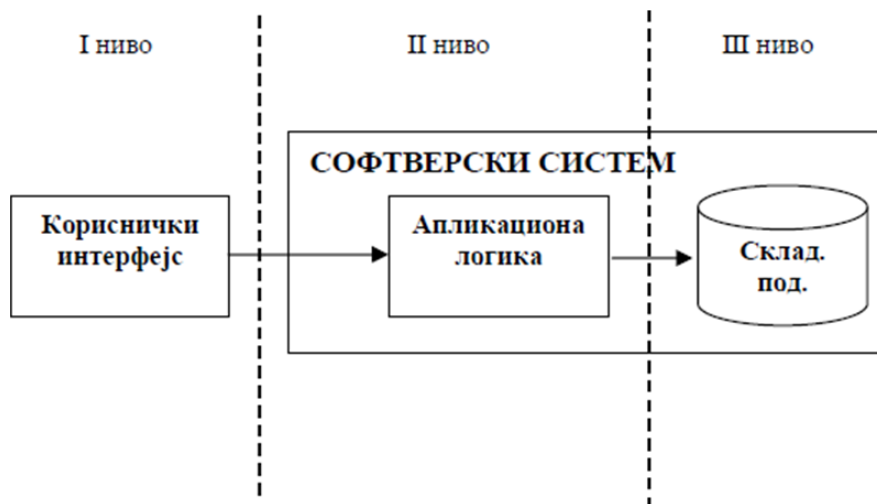 I ниво
II ниво
III ниво
СОФТВЕРСКИ СИСТЕМ
Кориснички
интерфејс
Апликациона
логика
Склад.
под.